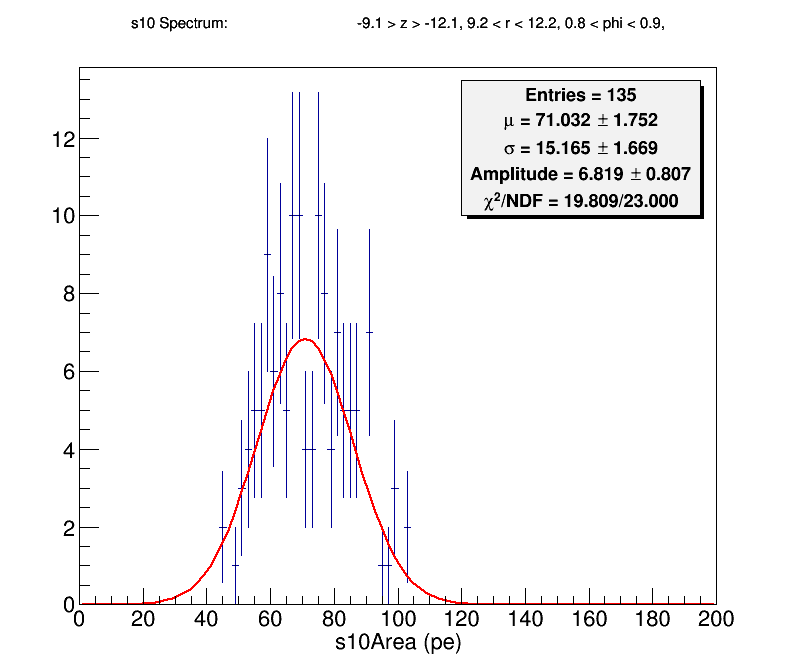 s10 Spectrum: -9.1 > z > -12.1, 9.2 < r < 12.2, 0.8 < phi < 0.9,
Entries = 135
μ = 71.032 ± 1.752
σ = 15.165 ± 1.669
Amplitude = 6.819 ± 0.807
χ²/NDF = 19.809/23.000
12
10
8
6
4
2
0
0 20 40 60 80 100 120 140 160 180 200
s10Area (pe)